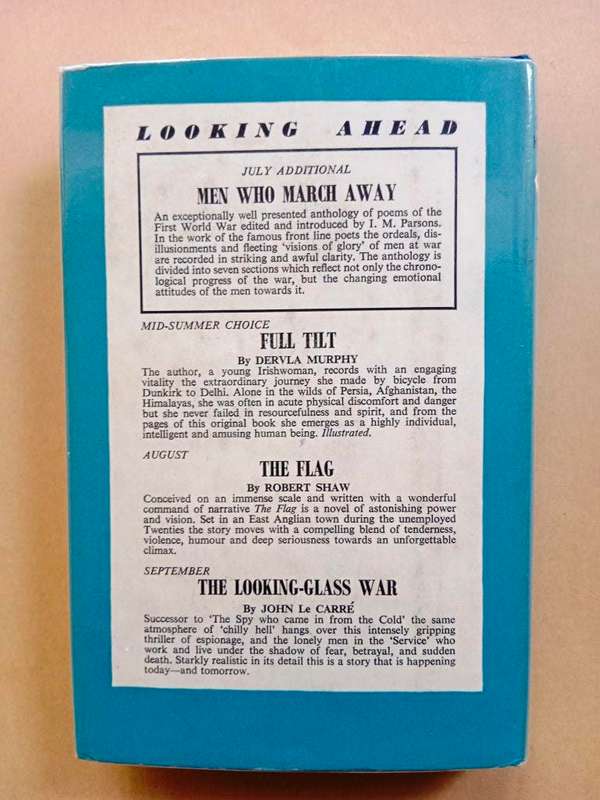 LOOKING AHEAD
JULY ADDITIONAL
MEN WHO MARCH AWAY
An exceptionally well presented anthology of poems of the
First World War edited and introduced by I. M. Parsons.
In the work of the famous front line poets the ordeals, dis-
illusionments and fleeting 'visions of glory' of men at war
are recorded in striking and awful clarity. The anthology is
divided into seven sections which reflect not only the chrono-
logical progress of the war, but the changing emotional
attitudes of the men towards it.
MID-SUMMER CHOICE
FULL TILT
By DERVLA MURPHY
The author, a young Irishwoman, records with an engaging
vitality the extraordinary journey she made by bicycle from
Dunkirk to Delhi. Alone in the wilds of Persia, Afghanistan, the
Himalayas, she was often in acute physical discomfort and danger
but she never failed in resourcefulness and spirit, and from the
pages of this original book she emerges as a highly individual,
intelligent and amusing human being. Illustrated.
AUGUST
THE FLAG
By ROBERT SHAW
Conceived on an immense scale and written with a wonderful
command of narrative The Flag is a novel of astonishing power
and vision. Set in an East Anglian town during the unemployed
Twenties the story moves with a compelling blend of tenderness,
violence, humour and deep seriousness towards an unforgettable
climax.
SEPTEMBER
THE LOOKING-GLASS WAR
By JOHN Le CARRÉ
Successor to 'The Spy who came in from the Cold' the same
atmosphere of 'chilly hell' hangs over this intensely gripping
thriller of espionage, and the lonely men in the 'Service' who
work and live under the shadow of fear, betrayal, and sudden
death. Starkly realistic in its detail this is a story that is happening
today—and tomorrow.